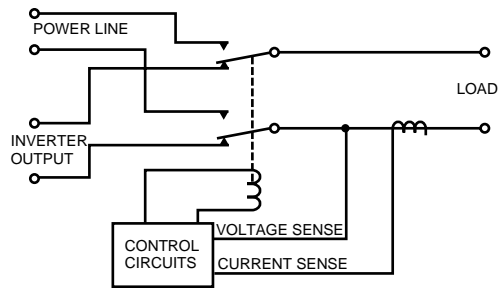 POWER LINE
LOAD
INVERTER
OUTPUT
VOLTAGE SENSE
CONTROL
CIRCUITS
CURRENT SENSE